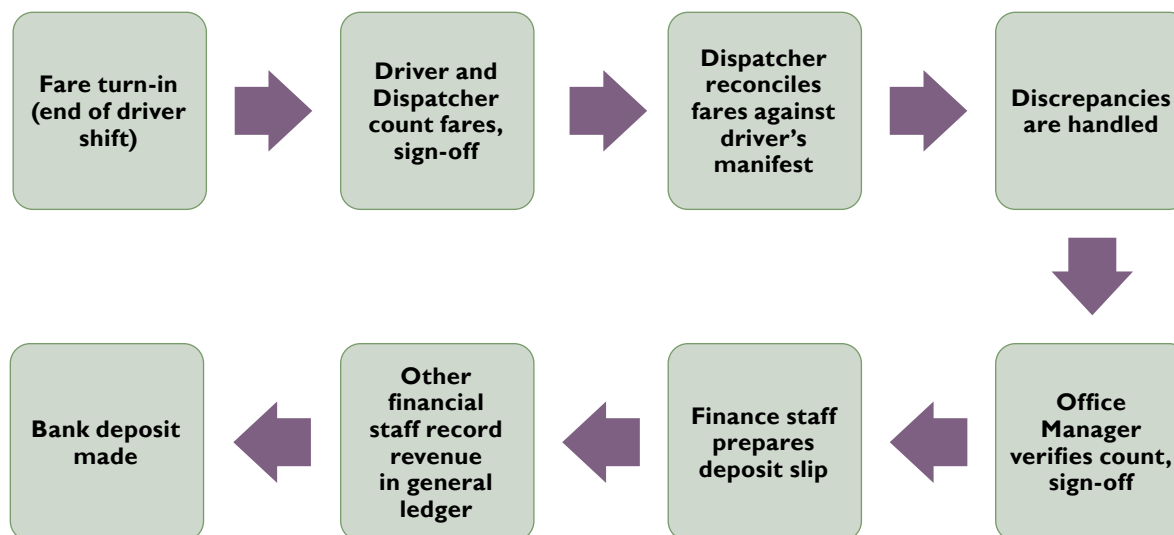 Fare turn-in
(end of driver
shift)
Driver and
Dispatcher
count fares,
sign-off
Dispatcher
reconciles
fares against
driver’s
manifest
Discrepancies
are handled
Office
Manager
verifies count,
sign-off
Finance staff
prepares
deposit slip
Other
financial
staff record
revenue
in general
ledger
Bank deposit
made